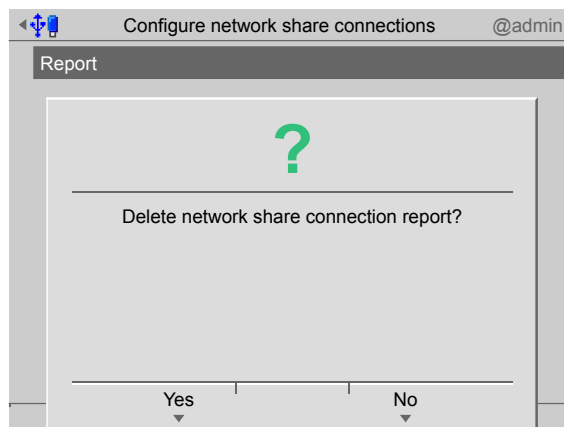 Configure network share connections @admin
Report
?
Delete network share connection report?
Yes No